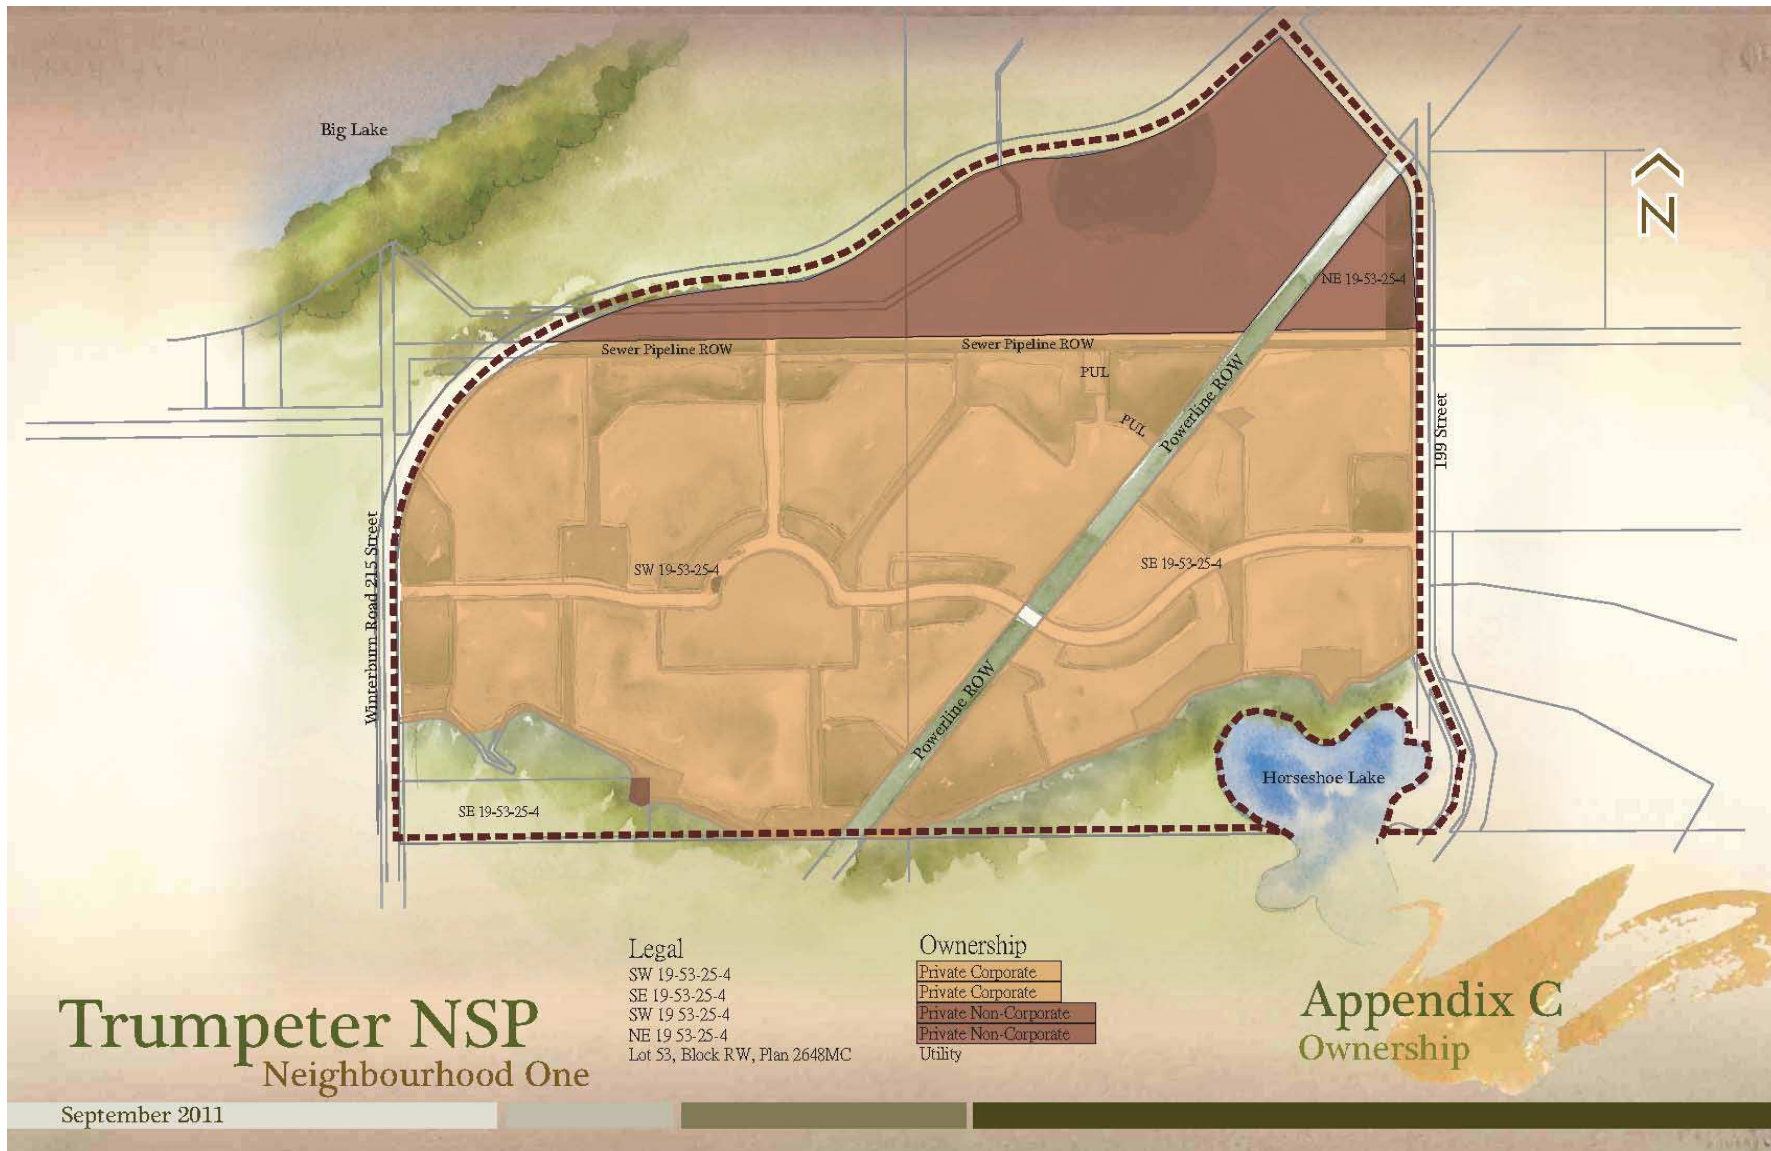 Big Lake
N
NE 19-53-25-4
Sewer Pipeline ROW
Sewer Pipeline ROW
PUL
PUL
Powerline ROW
199 Street
Winterburn Road 215 Street
SW 19-53-25-4
SE 19-53-25-4
Powerline ROW
Horseshoe Lake
SE 19-53-25-4
Legal
SW 19-53-25-4
SE 19-53-25-4
SW 19 53-25-4
NE 19 53-25-4
Lot 53, Block RW, Plan 2648MC
Ownership
Private Corporate
Private Corporate
Private Non-Corporate
Private Non-Corporate
Utility
Trumpeter NSP
Neighbourhood One
Appendix C
Ownership
September 2011